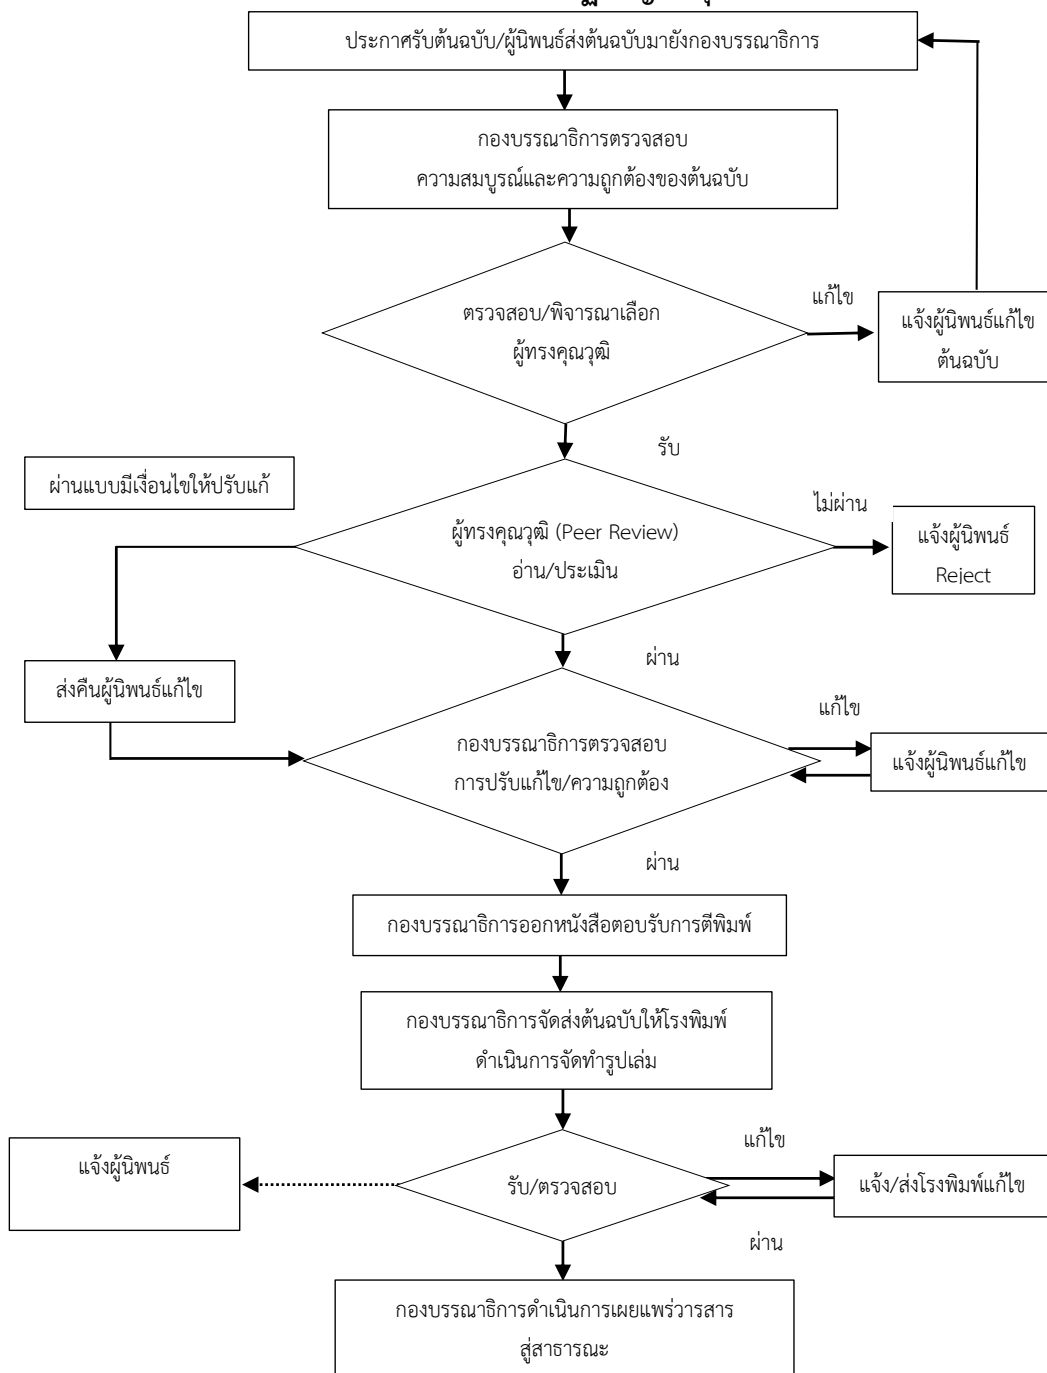 ประกาศรับต้นฉบับ/ผู้นิพนธ์ส่งต้นฉบับมายังกองบรรณาธิการ
กองบรรณาธิการตรวจสอบ
ความสมบูรณ์และความถูกต้องของต้นฉบับ
ตรวจสอบ/พิจารณาเลือก
ผู้ทรงคุณวุฒิ
แก้ไข
แจ้งผู้นิพนธ์แก้ไข
ต้นฉบับ
รับ
ผ่านแบบมีเงื่อนไขให้ปรับแก้
ผู้ทรงคุณวุฒิ (Peer Review)
อ่าน/ประเมิน
ไม่ผ่าน
แจ้งผู้นิพนธ์
Reject
ผ่าน
ส่งคืนผู้นิพนธ์แก้ไข
กองบรรณาธิการตรวจสอบ
การปรับแก้ไข/ความถูกต้อง
แก้ไข
แจ้งผู้นิพนธ์แก้ไข
ผ่าน
กองบรรณาธิการออกหนังสือตอบรับการตีพิมพ์
กองบรรณาธิการจัดส่งต้นฉบับให้โรงพิมพ์
ดำเนินการจัดทำรูปเล่ม
แจ้งผู้นิพนธ์
รับ/ตรวจสอบ
แก้ไข
แจ้ง/ส่งโรงพิมพ์แก้ไข
ผ่าน
กองบรรณาธิการดำเนินการเผยแพร่วารสาร
สู่สาธารณะ